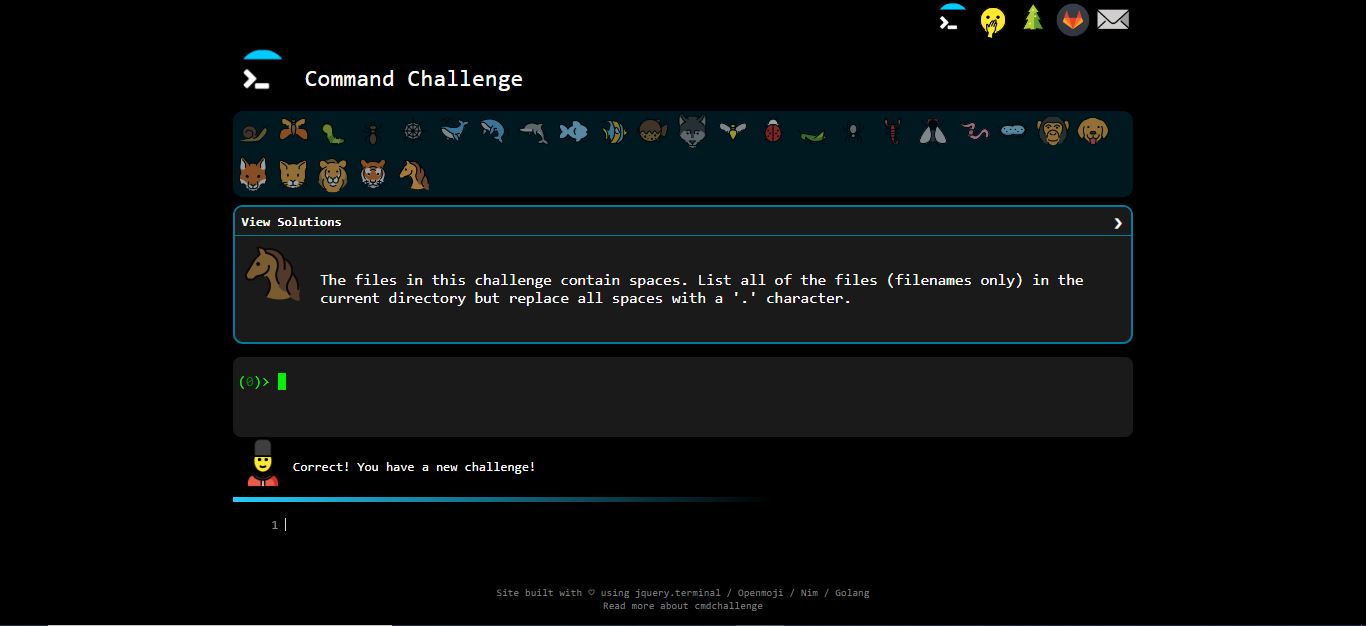 Command Challenge
View Solutions ❯
The files in this challenge contain spaces. List all of the files (filenames only) in the
current directory but replace all spaces with a '.' character.
(0)>
Correct! You have a new challenge!
1
Site built with ♡ using jquery.terminal / Openmoji / Nim / Golang
Read more about cmdchallenge